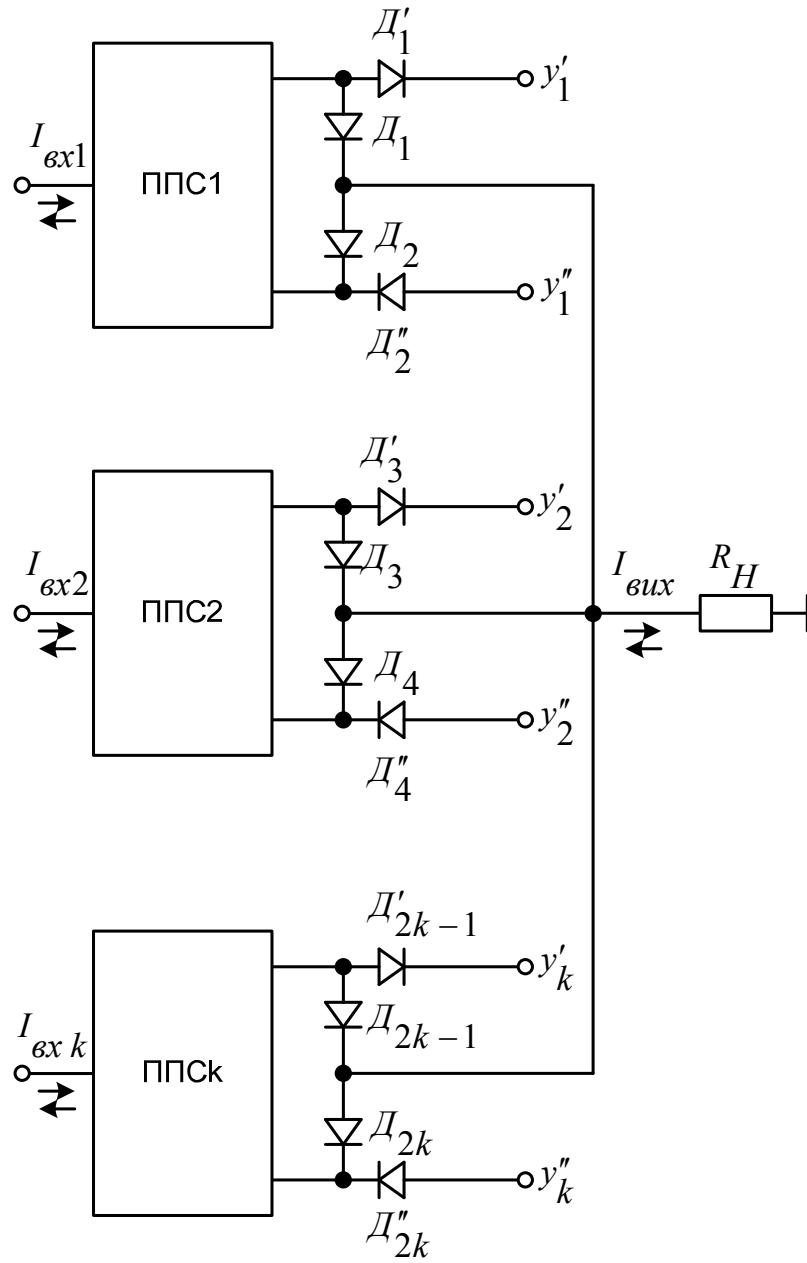 Д′1
y′1
Iвх1
Д1
ППС1
Д2
y″1
Д″2
Д′3
y′2
Iвх2
Д3
Iвих
RН
ППС2
Д4
y″2
Д″4
Д′2k−1
y′k
Iвх k
Д2k−1
ППСk
Д2k
y″k
Д″2k